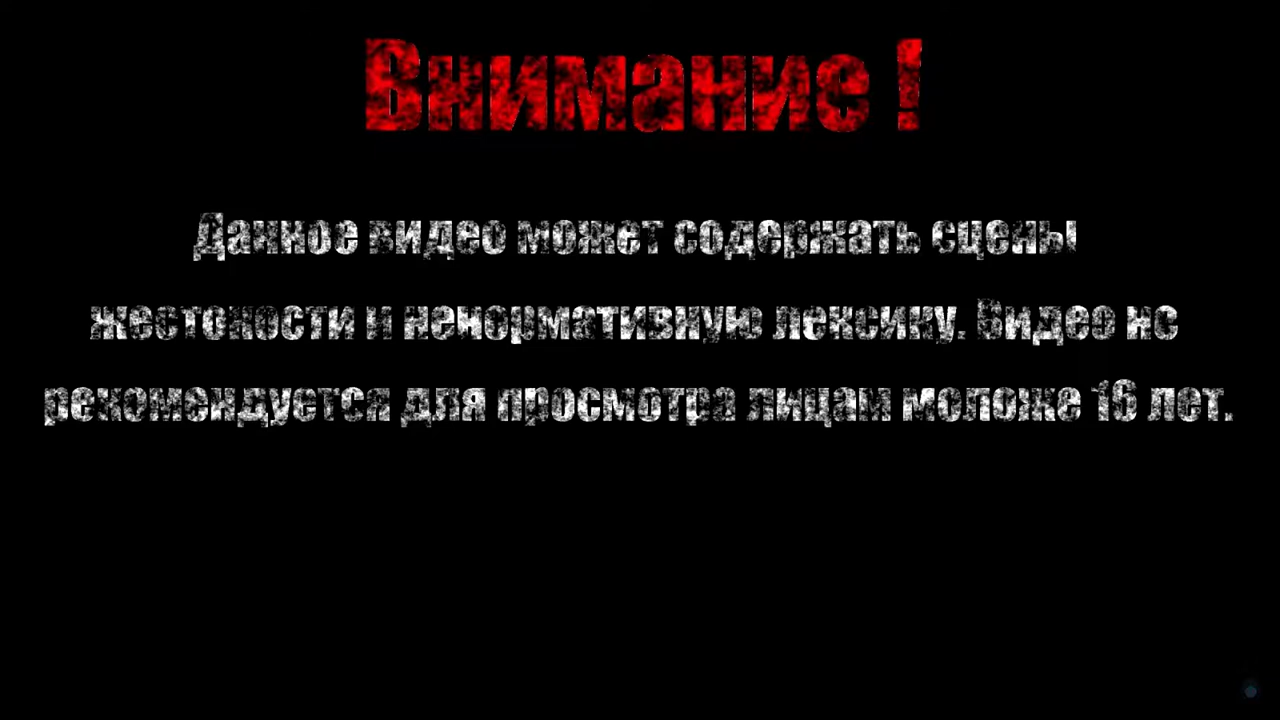 Внимание !
Данное видео может содержать сцены
жестокости и ненормативную лексику. Видео не
рекомендуется для просмотра лицам моложе 16 лет.